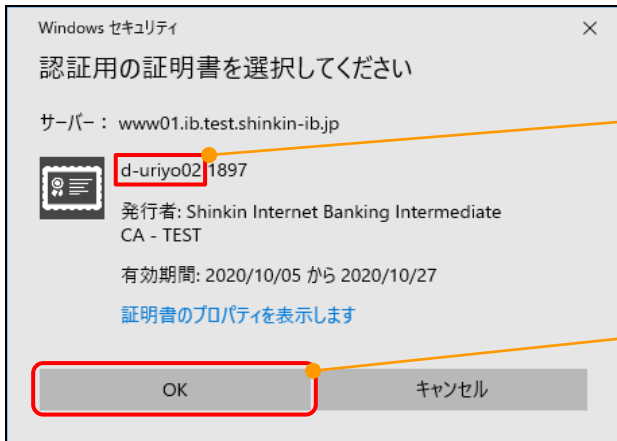 Windows セキュリティ
認証用の証明書を選択してください
サーバー： www01.ib.test.shinkin-ib.jp
d-uriyo02 1897
発行者: Shinkin Internet Banking Intermediate
CA - TEST
有効期間: 2020/10/05 から 2020/10/27
証明書のプロパティを表示します
OK キャンセル